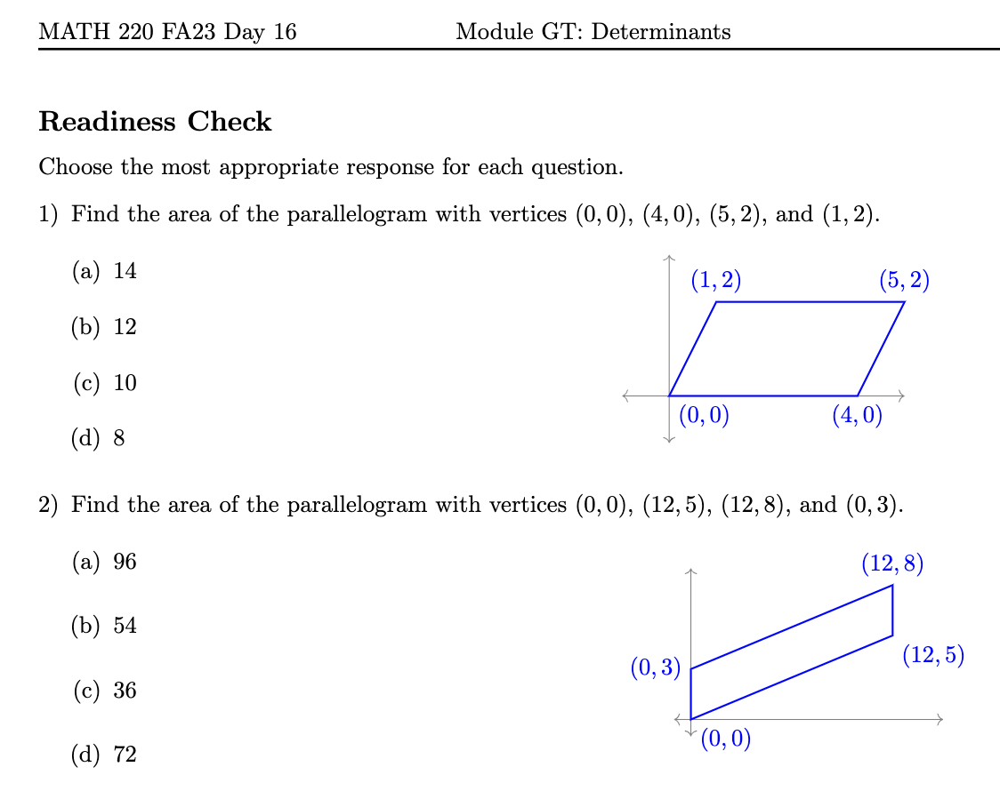 MATH 220 FA23 Day 16 Module GT: Determinants
Readiness Check
Choose the most appropriate response for each question.
1) Find the area of the parallelogram with vertices (0, 0), (4, 0), (5, 2), and (1, 2).
(a) 14
(b) 12
(c) 10
(d) 8
(1, 2)
(5, 2)
(0, 0)
(4, 0)
2) Find the area of the parallelogram with vertices (0, 0), (12, 5), (12, 8), and (0, 3).
(a) 96
(b) 54
(c) 36
(d) 72
(12, 8)
(0, 3)
(12, 5)
(0, 0)